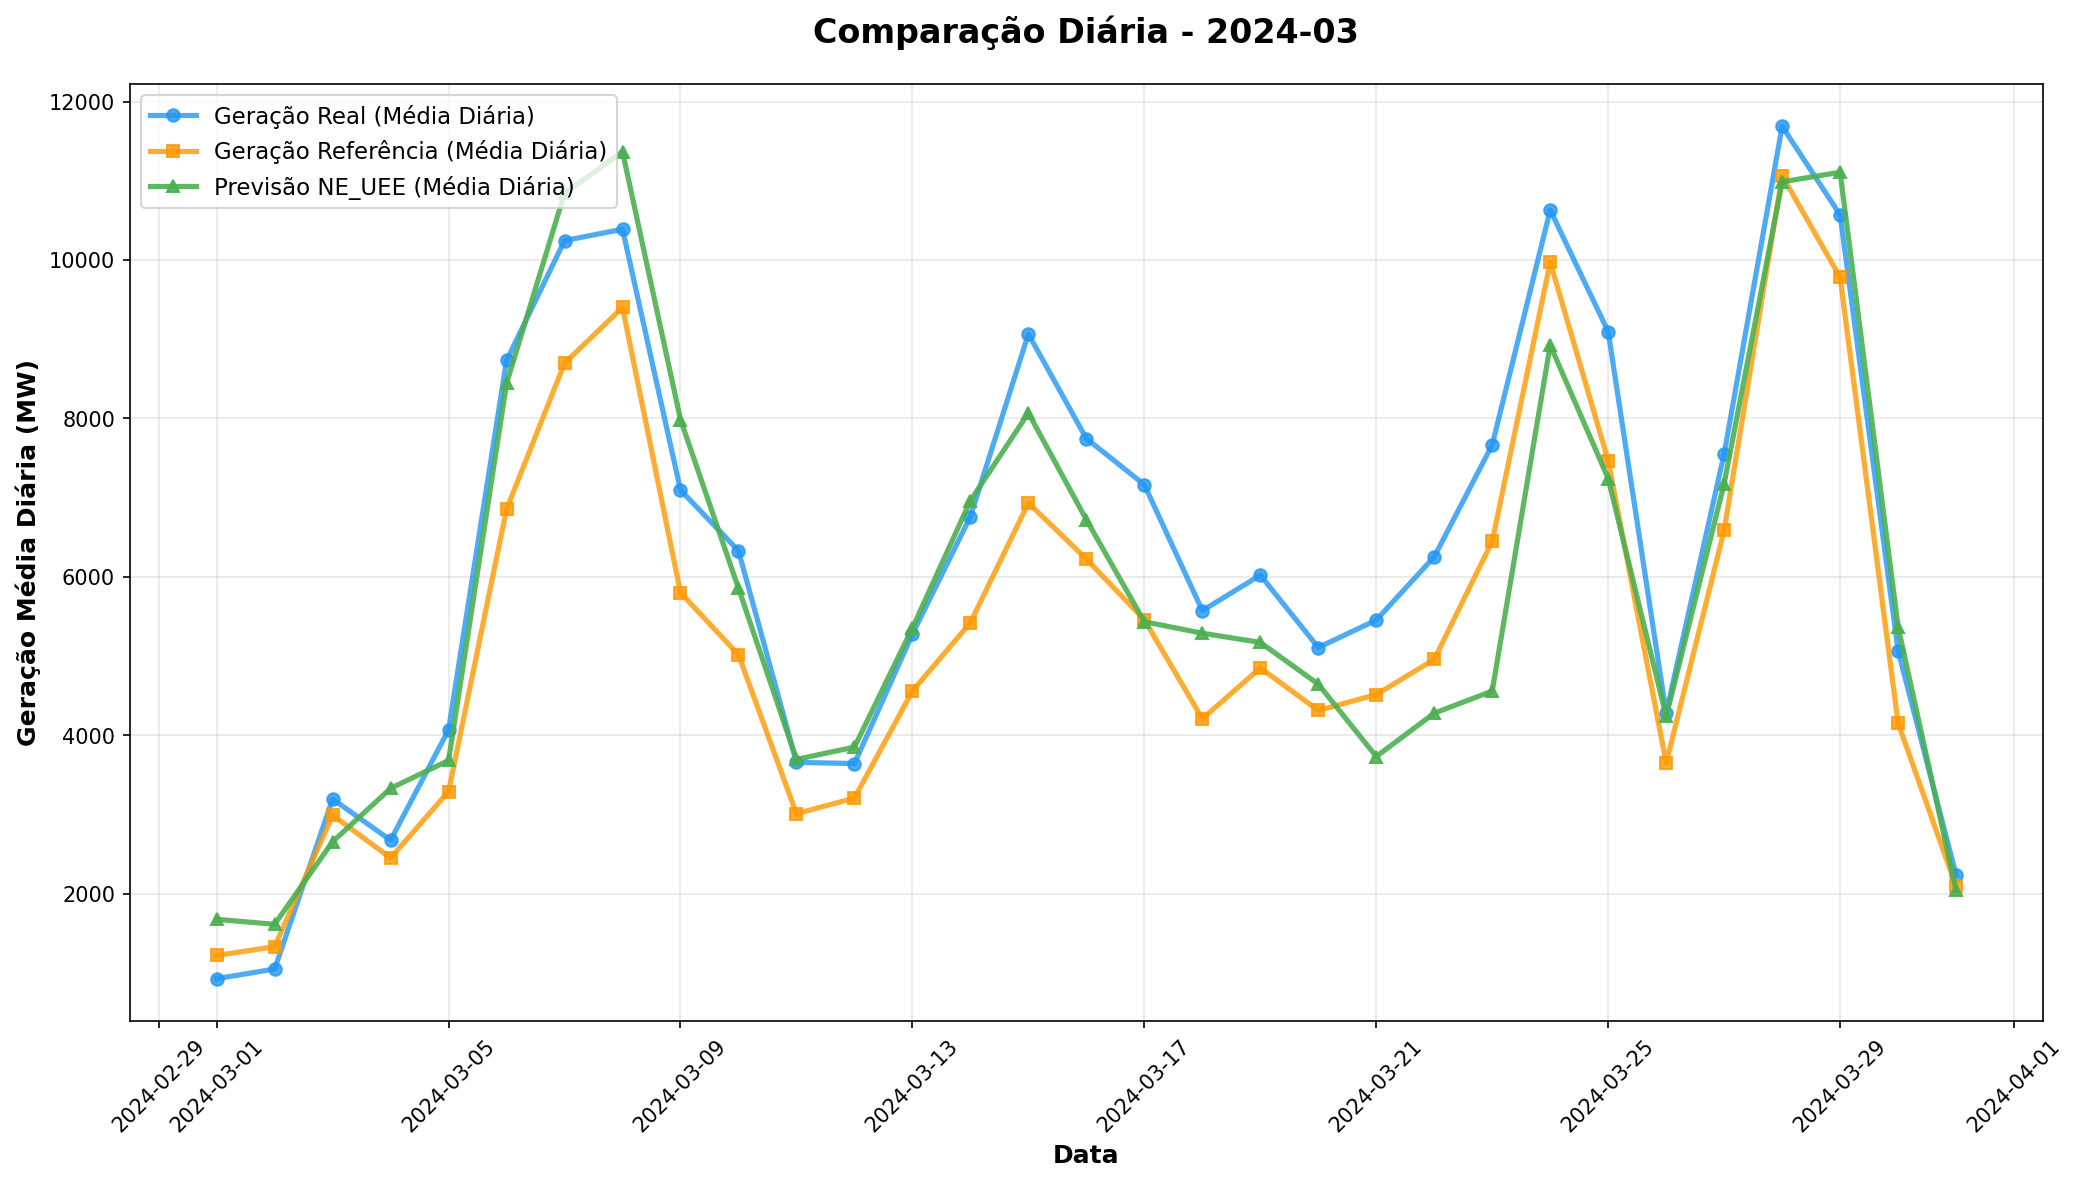 Comparação Diária - 2024-03
12000
10000
8000
6000
4000
2000
Geração Média Diária (MW)
Geração Real (Média Diária)
Geração Referência (Média Diária)
Previsão NE_UEE (Média Diária)
2024-02-29
2024-03-01
2024-03-05
2024-03-09
2024-03-13
2024-03-17
2024-03-21
2024-03-25
2024-03-29
2024-04-01
Data